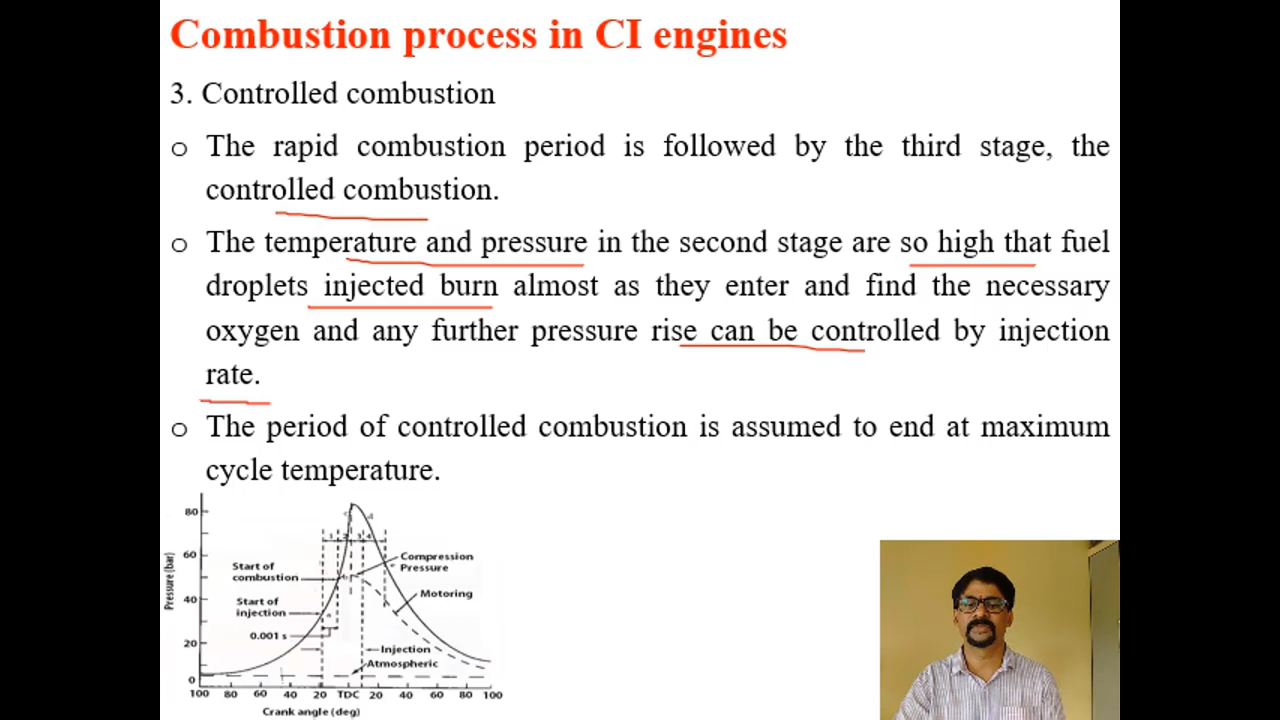 Combustion process in CI engines
3. Controlled combustion
o The rapid combustion period is followed by the third stage, the
controlled combustion.
o The temperature and pressure in the second stage are so high that fuel
droplets injected burn almost as they enter and find the necessary
oxygen and any further pressure rise can be controlled by injection
rate.
o The period of controlled combustion is assumed to end at maximum
cycle temperature.
Pressure (bar)
80
60
40
20
0
1 2 3 4
Start of
combustion
Start of
injection
0.001 s
Compression
Pressure
Motoring
Injection
Atmospheric
100 80 60 40 20 TDC 20 40 60 80 100
Crank angle (deg)